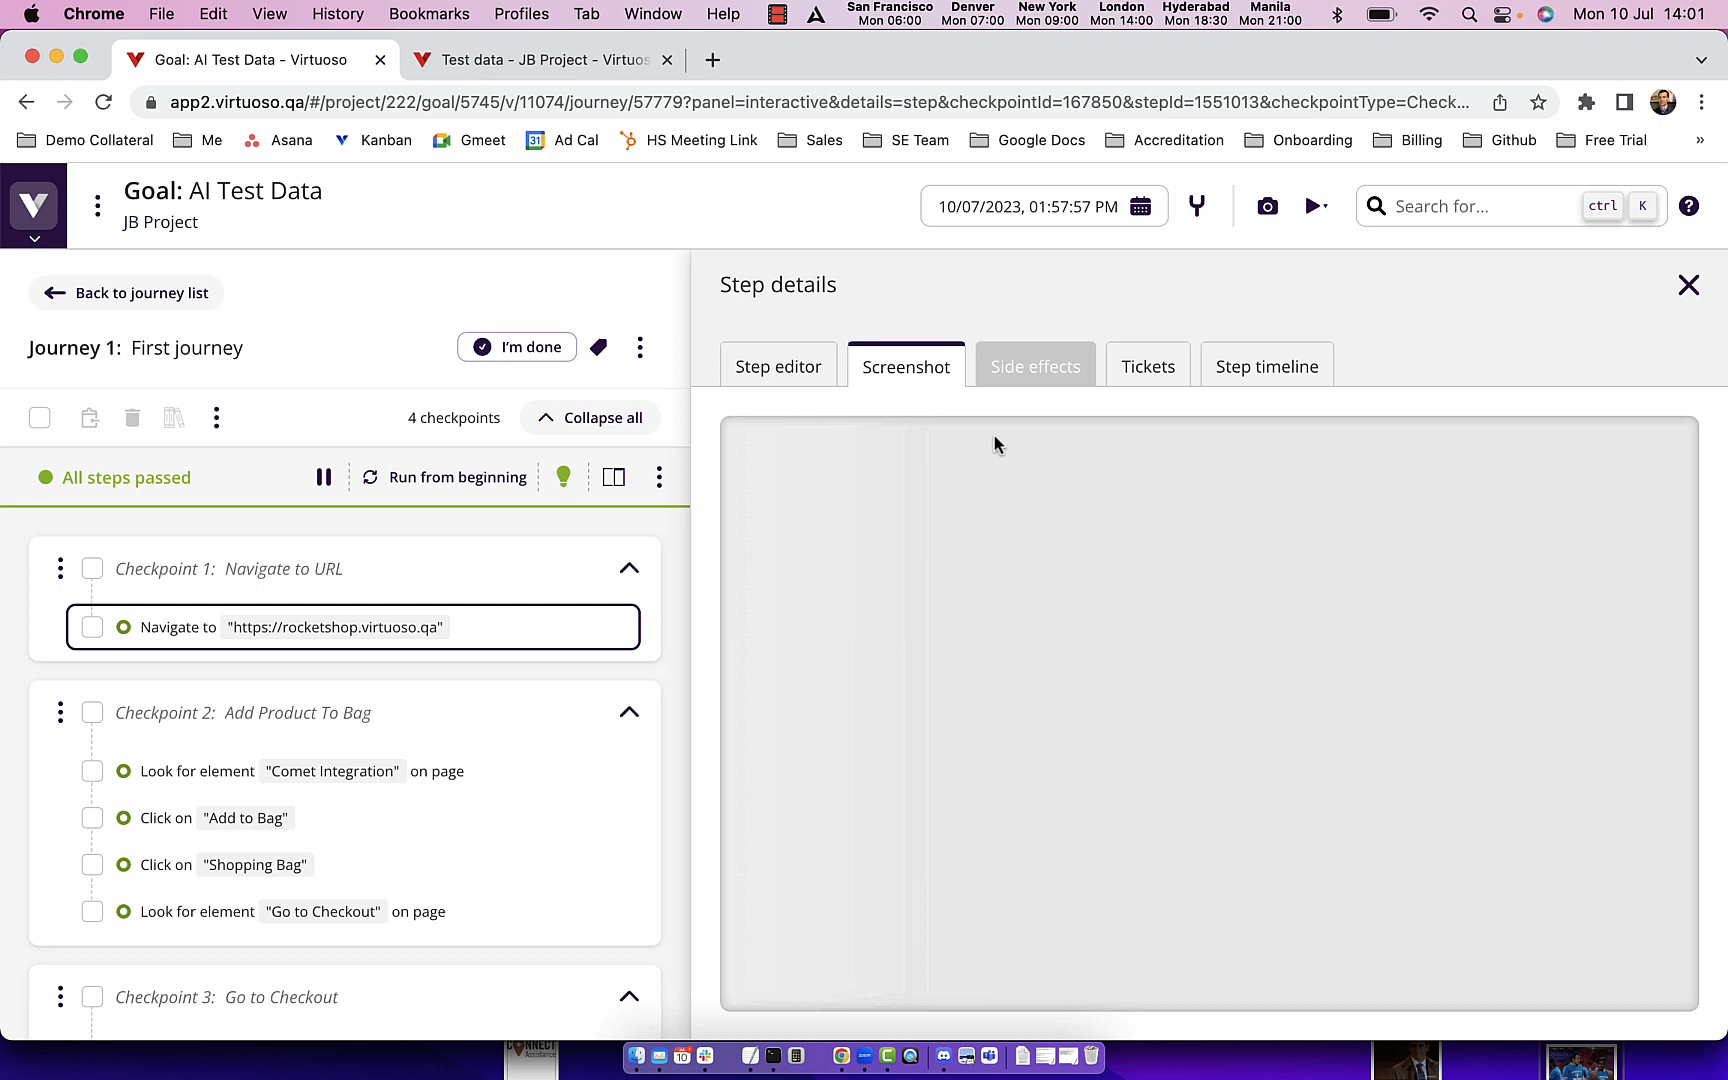 Chrome File Edit View History Bookmarks Profiles Tab Window Help
San Francisco Denver New York London Hyderabad Manila
Mon 06:00 Mon 07:00 Mon 09:00 Mon 14:00 Mon 18:30 Mon 21:00
Mon 10 Jul 14:01
Goal: AI Test Data - Virtuoso
Test data - JB Project - Virtuos
app2.virtuoso.qa/#/project/222/goal/5745/v/11074/journey/57779?panel=interactive&details=step&checkpointId=167850&stepId=1551013&checkpointType=Check...
Demo Collateral Me Asana Kanban Gmeet Ad Cal HS Meeting Link Sales SE Team Google Docs Accreditation Onboarding Billing Github Free Trial »
Goal: AI Test Data
JB Project
10/07/2023, 01:57:57 PM
Search for... ctrl K
Back to journey list
Step details
Journey 1: First journey
I'm done
Step editor Screenshot Side effects Tickets Step timeline
4 checkpoints Collapse all
All steps passed
Run from beginning
Checkpoint 1: Navigate to URL
Navigate to "https://rocketshop.virtuoso.qa"
Checkpoint 2: Add Product To Bag
Look for element "Comet Integration" on page
Click on "Add to Bag"
Click on "Shopping Bag"
Look for element "Go to Checkout" on page
Checkpoint 3: Go to Checkout
CONNECT
Assistance
10
zoom